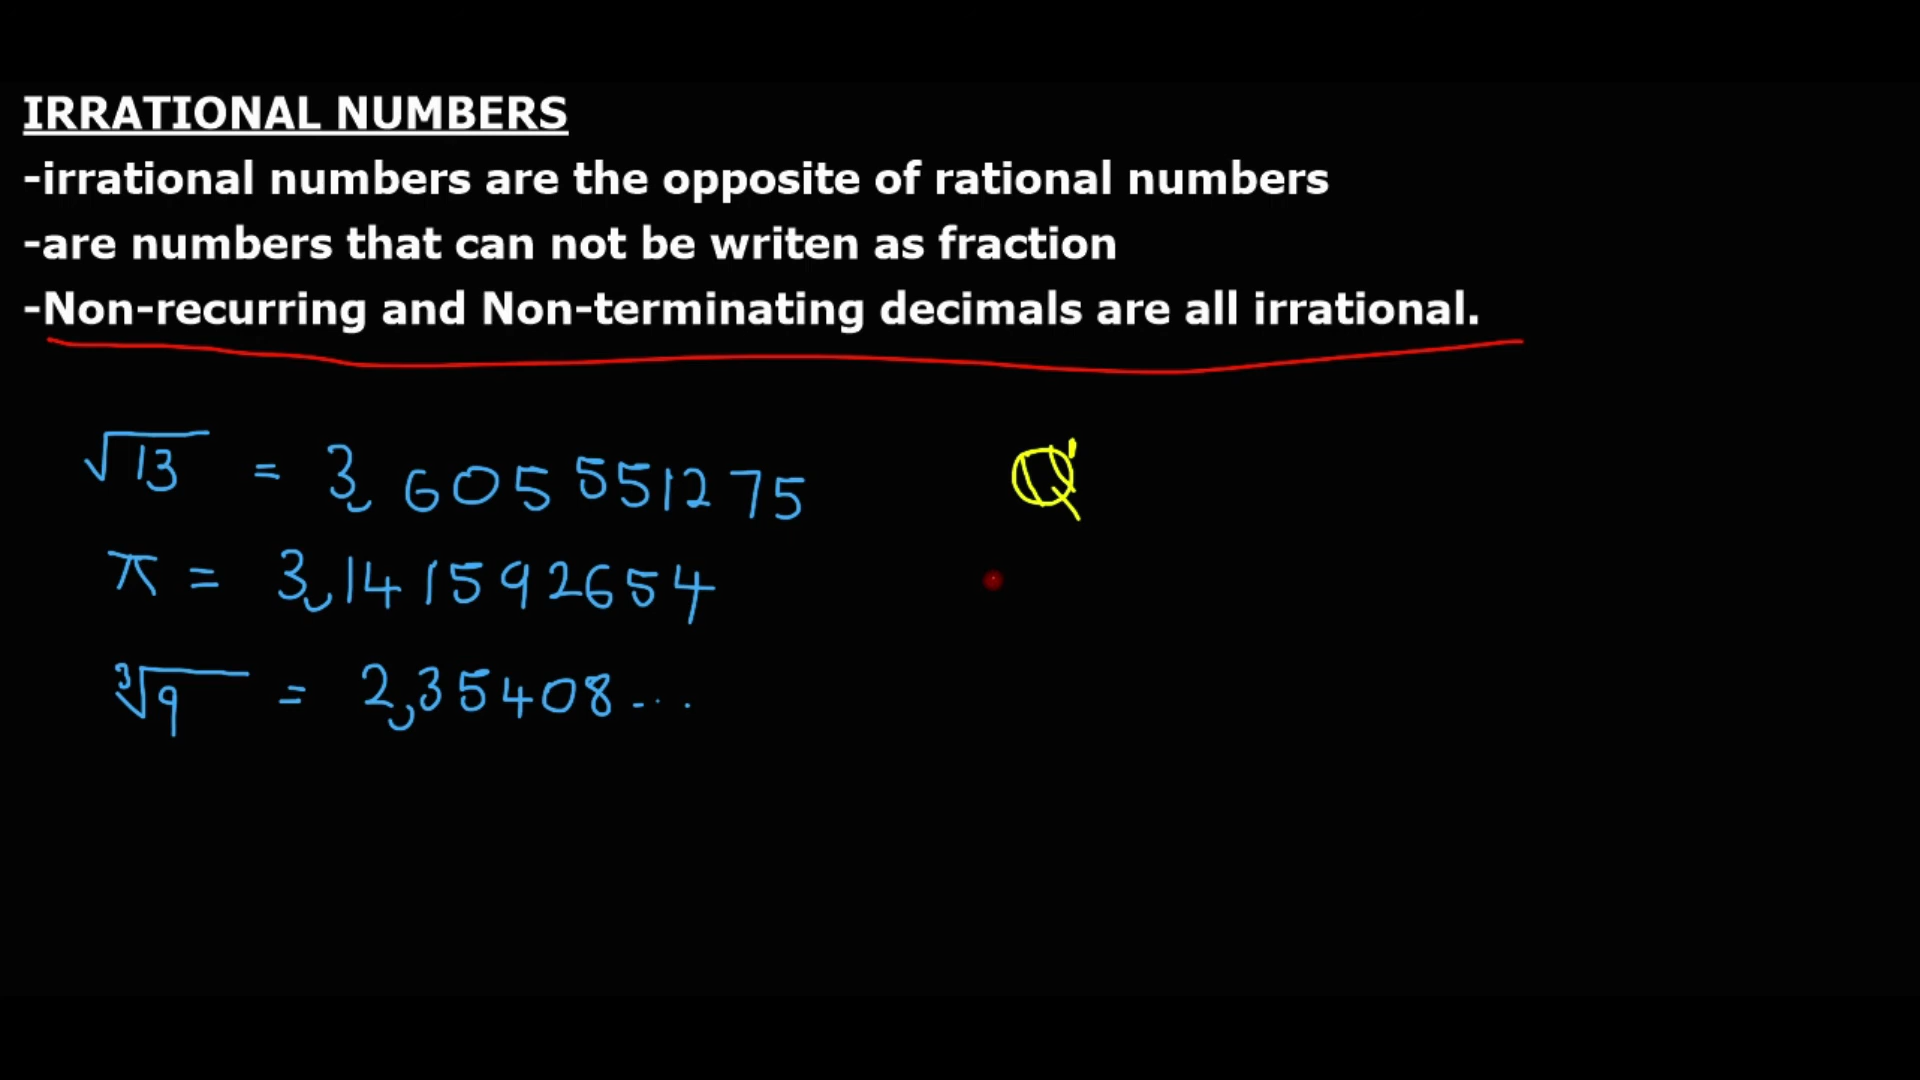 IRRATIONAL NUMBERS
-irrational numbers are the opposite of rational numbers
-are numbers that can not be writen as fraction
-Non-recurring and Non-terminating decimals are all irrational.
√13 = 3,605551275 ℚ'
π = 3,141592654
∛9 = 2,35408...